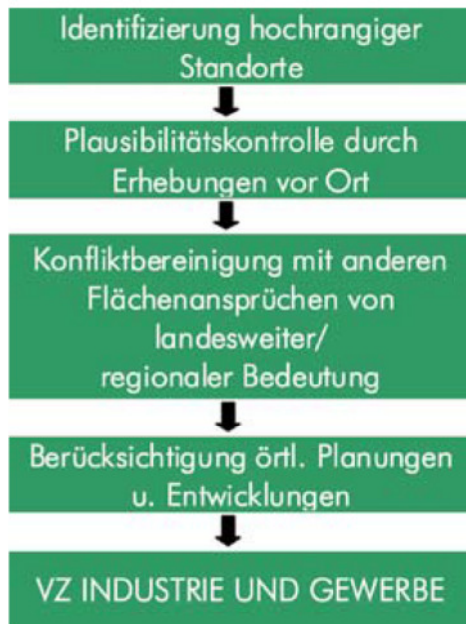 Identifizierung hochrangiger
Standorte
Plausibilitätskontrolle durch
Erhebungen vor Ort
Konfliktbereinigung mit anderen
Flächenansprüchen von
landesweiter/
regionaler Bedeutung
Berücksichtigung örtl. Planungen
u. Entwicklungen
VZ INDUSTRIE UND GEWERBE